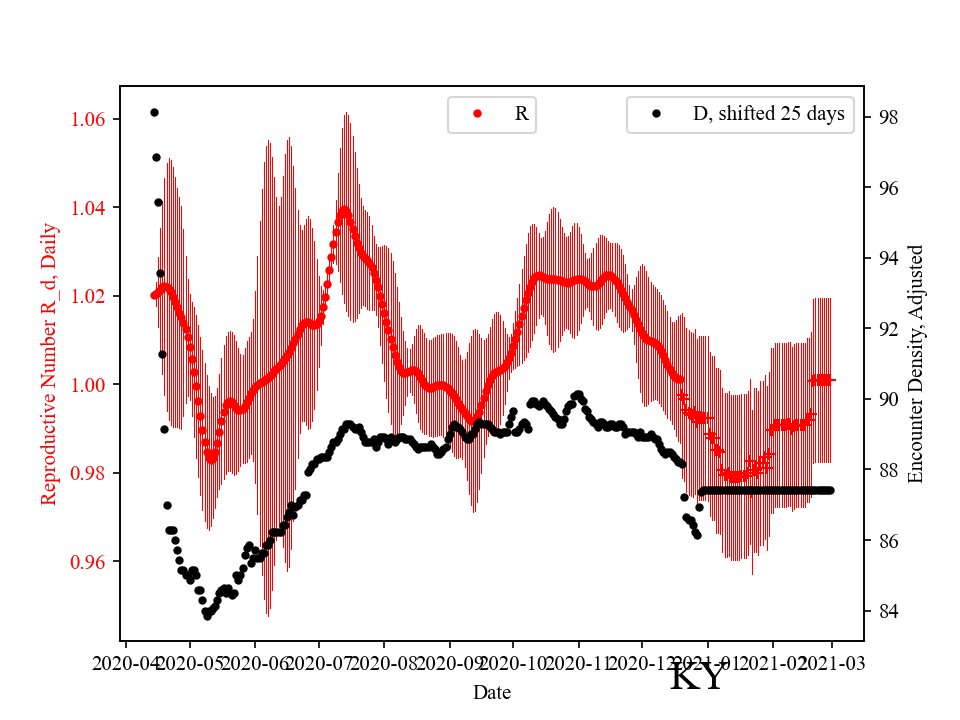 R
D, shifted 25 days
1.06
1.04
1.02
1.00
0.98
0.96
Reproductive Number R_d, Daily
98
96
94
92
90
88
86
84
Encounter Density, Adjusted
2020-04 2020-05 2020-06 2020-07 2020-08 2020-09 2020-10 2020-11 2020-12 2021-01 2021-02 2021-03
Date
KY